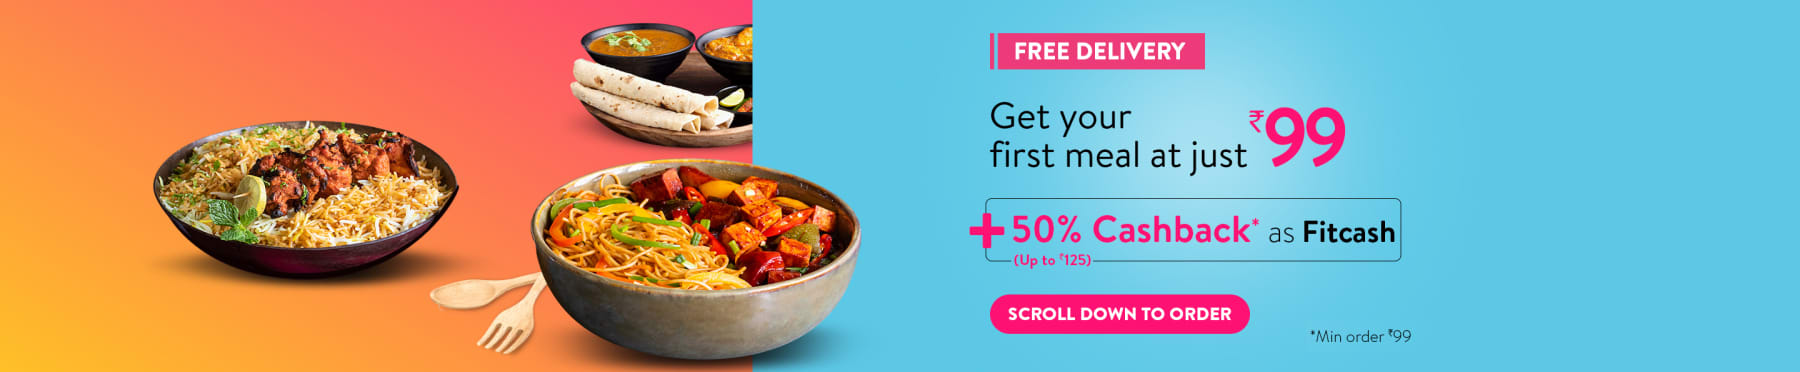 FREE DELIVERY
Get your
first meal at just ₹99
+ 50% Cashback* as Fitcash
(Up to ₹125)
SCROLL DOWN TO ORDER
*Min order ₹99